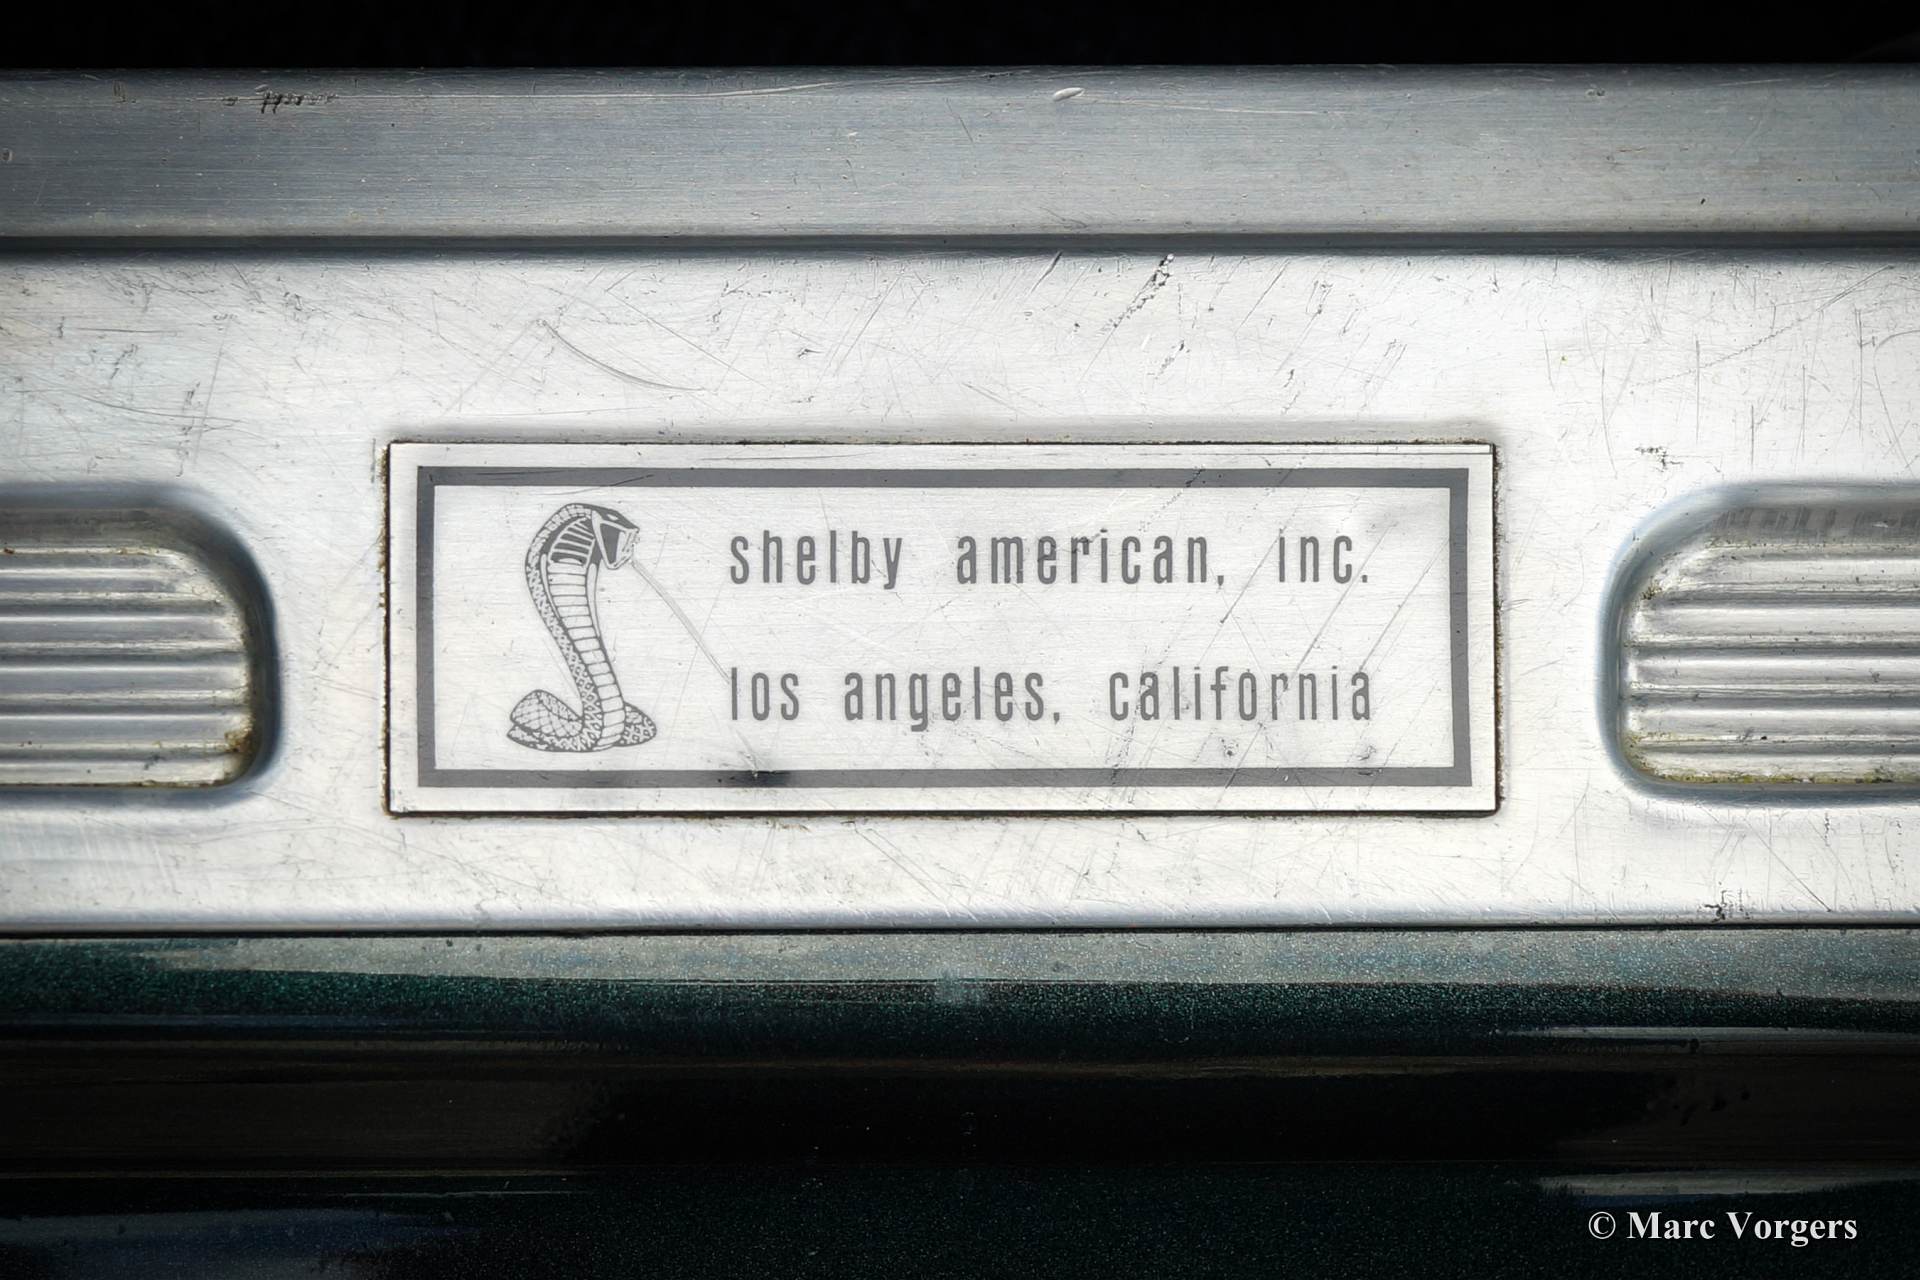 shelby american, inc.
los angeles, california
© Marc Vorgers